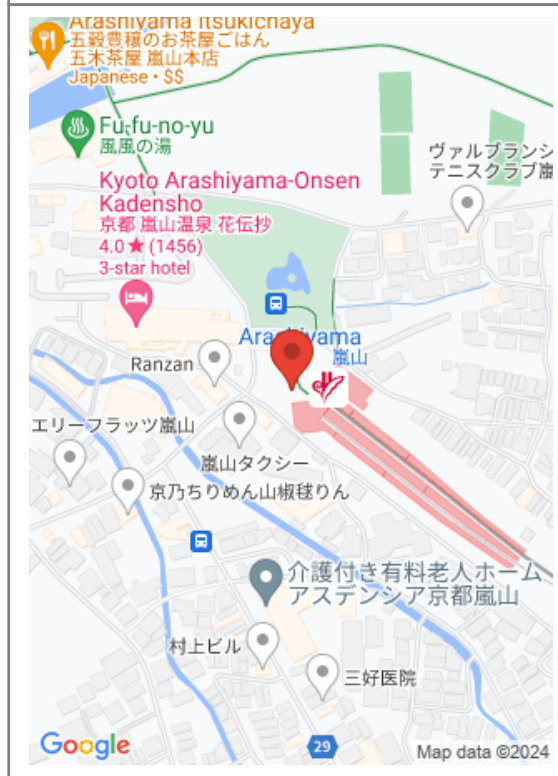 Arashiyama Itsukichaya
五穀豊穣のお茶屋ごはん
五木茶屋 嵐山本店
Japanese • $$
Fu-fu-no-yu
風風の湯
ヴァルブランシ
テニスクラブ嵐
Kyoto Arashiyama-Onsen
Kadensho
京都 嵐山温泉 花伝抄
4.0★ (1456)
3-star hotel
Arashiyama
嵐山
Ranzan
エリーフラッツ嵐山
嵐山タクシー
京乃ちりめん山椒毬りん
介護付き有料老人ホーム
アステンシア京都嵐山
村上ビル
三好医院
29
Google
Map data ©2024